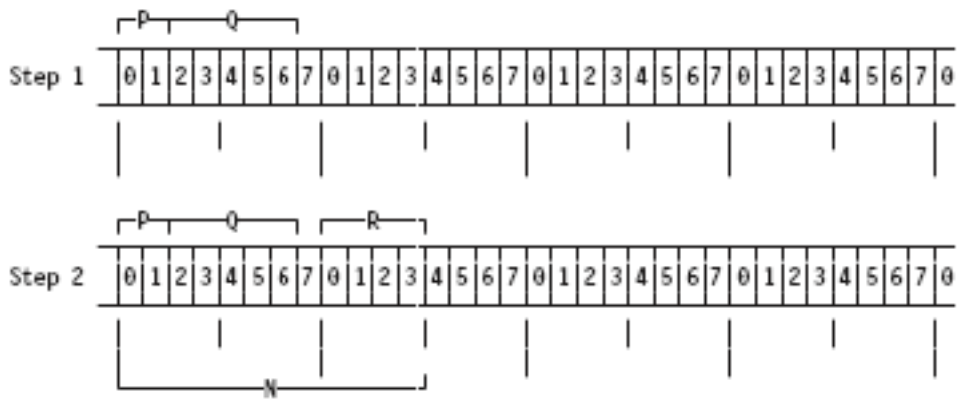 P Q
Step 1 0 1 2 3 4 5 6 7 0 1 2 3 4 5 6 7 0 1 2 3 4 5 6 7 0 1 2 3 4 5 6 7 0
P Q R
Step 2 0 1 2 3 4 5 6 7 0 1 2 3 4 5 6 7 0 1 2 3 4 5 6 7 0 1 2 3 4 5 6 7 0
N